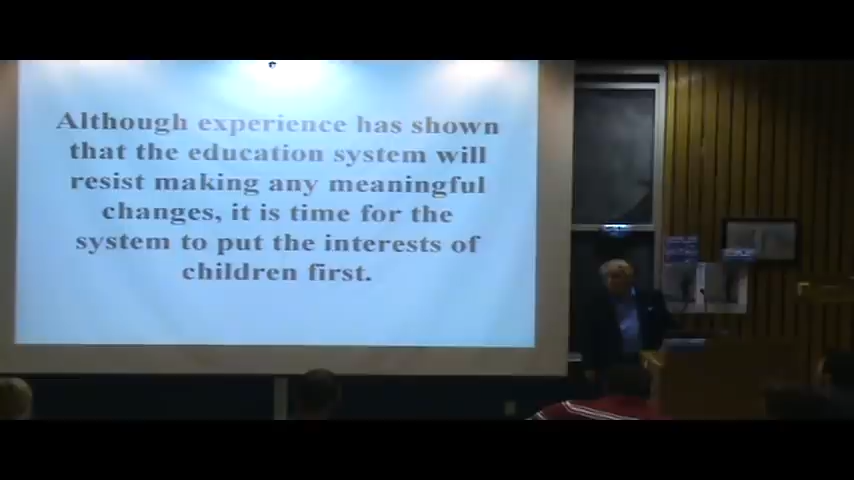 Although experience has shown
that the education system will
resist making any meaningful
changes, it is time for the
system to put the interests of
children first.